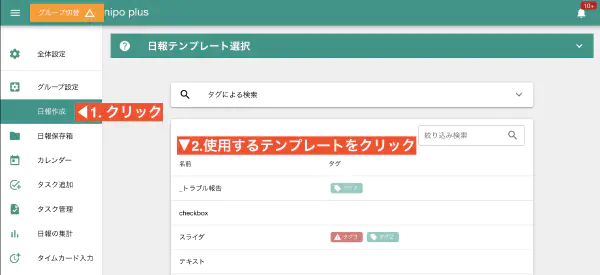 グループ切替
nipo plus
10+
全体設定
グループ設定
日報作成
日報保存箱
カレンダー
タスク追加
タスク管理
日報の集計
タイムカード入力
◀1. クリック
日報テンプレート選択
タグによる検索
▼2.使用するテンプレートをクリック
絞り込み検索
名前 タグ
_トラブル報告
checkbox
スライダ
テキスト